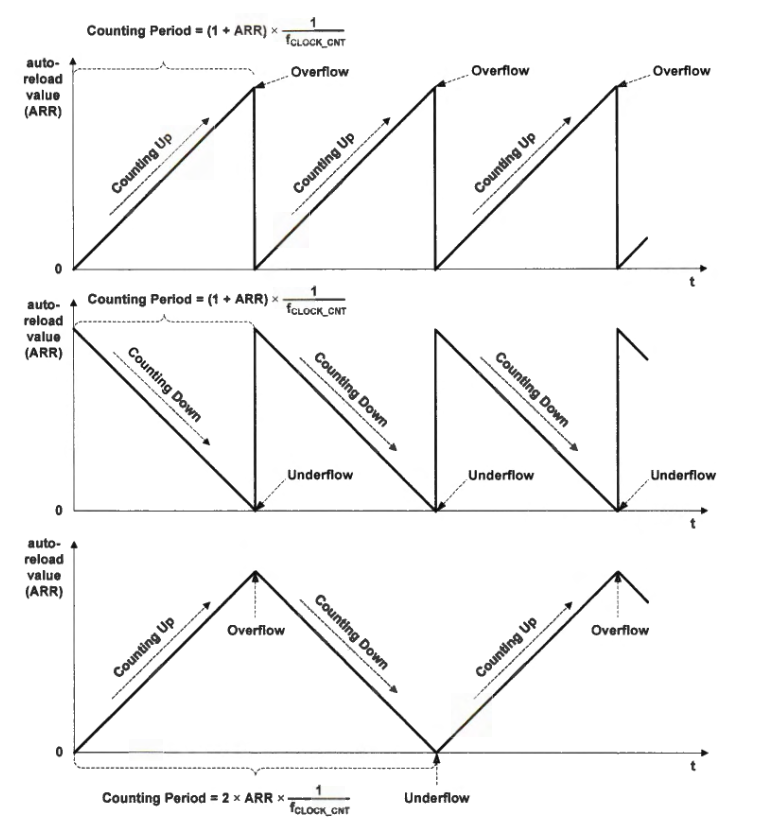 Counting Period = (1 + ARR) × 1
fCLOCK_CNT
auto-
reload
value
(ARR)
Overflow
Overflow
Overflow
Counting Up
Counting Up
Counting Up
0
t
auto-
reload
value
(ARR)
Counting Period = (1 + ARR) × 1
fCLOCK_CNT
Counting Down
Counting Down
Counting Down
Underflow
Underflow
Underflow
0
t
auto-
reload
value
(ARR)
Counting Up
Overflow
Counting Down
Counting Up
Overflow
0
t
Counting Period = 2 × ARR × 1
fCLOCK_CNT
Underflow